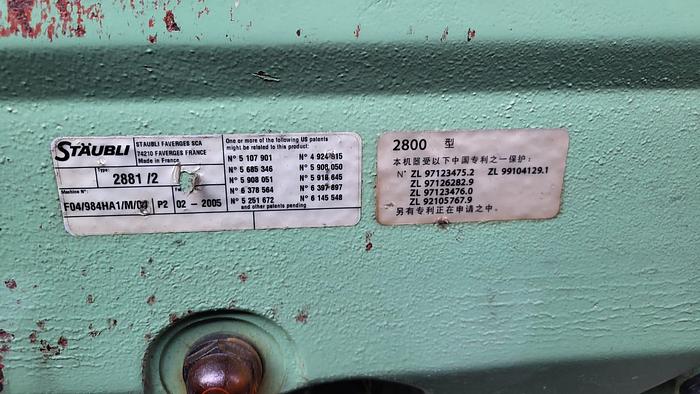 STÄUBLI
STAUBLI FAVERGES SCA
74210 FAVERGES FRANCE
Made in France
Type:
2881 /2
Machine N°:
F04/984HA1/M/00 P2 02 - 2005
One or more of the following US patents
might be related to this product:
N° 5 107 901 N° 4 924 815
N° 5 685 346 N° 5 908 050
N° 5 908 051 N° 5 918 645
N° 6 378 564 N° 6 397 897
N° 5 251 672 N° 6 145 548
and other patents pending
2800 型
本机器受以下中国专利之一保护:
N° ZL 97123475.2 ZL 99104129.1
ZL 97126282.9
ZL 97123476.0
ZL 92105767.9
另有专利正在申请之中.